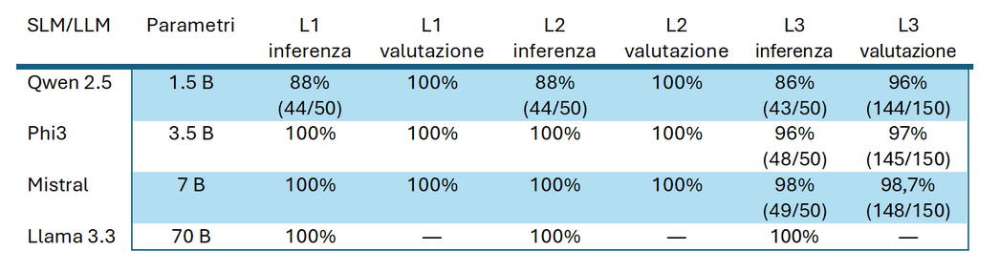 SLM/LLM Parametri L1 L1 L2 L2 L3 L3
inferenza valutazione inferenza valutazione inferenza valutazione
Qwen 2.5 1.5 B 88% 100% 88% 100% 86% 96%
(44/50) (44/50) (43/50) (144/150)
Phi3 3.5 B 100% 100% 100% 100% 96% 97%
(48/50) (145/150)
Mistral 7 B 100% 100% 100% 100% 98% 98,7%
(49/50) (148/150)
Llama 3.3 70 B 100% — 100% — 100% —